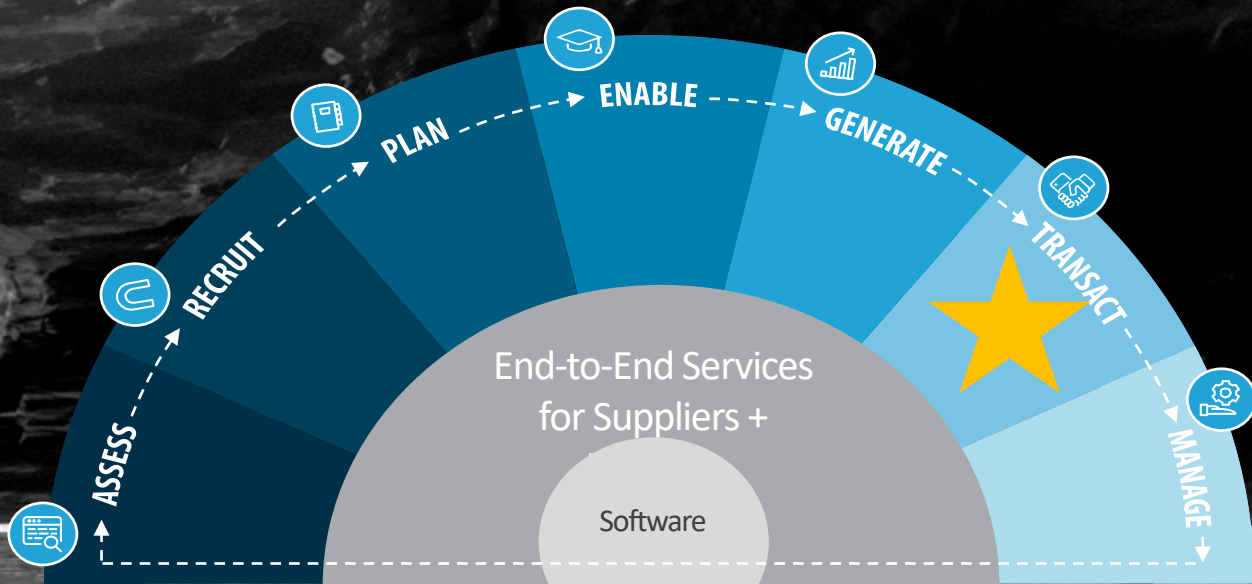 ASSESS
RECRUIT
PLAN
ENABLE
GENERATE
TRANSACT
MANAGE
End-to-End Services
for Suppliers +
Software